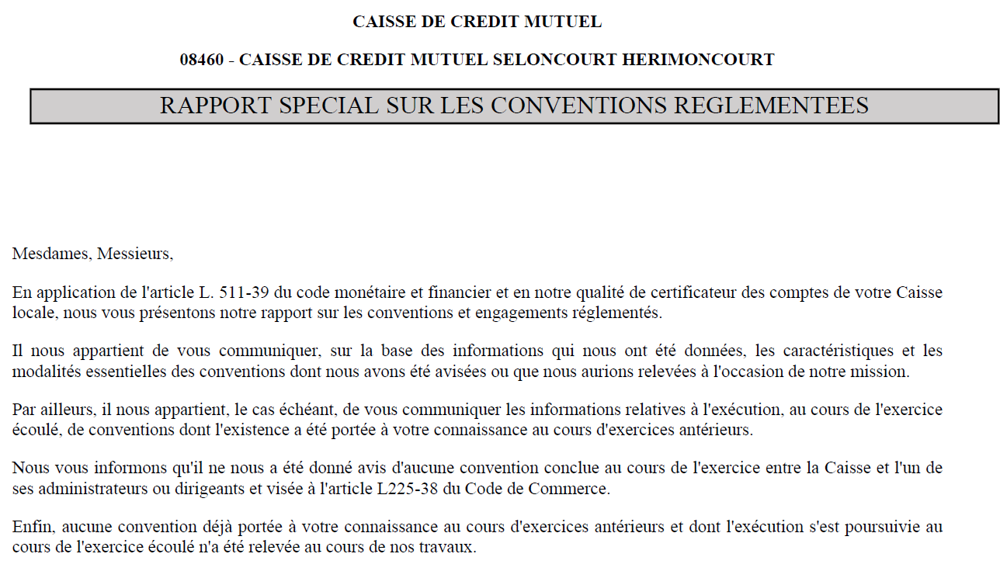 CAISSE DE CREDIT MUTUEL
08460 - CAISSE DE CREDIT MUTUEL SELONCOURT HERIMONCOURT
RAPPORT SPECIAL SUR LES CONVENTIONS REGLEMENTEES
Mesdames, Messieurs,
En application de l'article L. 511-39 du code monétaire et financier et en notre qualité de certificateur des comptes de votre Caisse
locale, nous vous présentons notre rapport sur les conventions et engagements réglementés.
Il nous appartient de vous communiquer, sur la base des informations qui nous ont été données, les caractéristiques et les
modalités essentielles des conventions dont nous avons été avisées ou que nous aurions relevées à l'occasion de notre mission.
Par ailleurs, il nous appartient, le cas échéant, de vous communiquer les informations relatives à l'exécution, au cours de l'exercice
écoulé, de conventions dont l'existence a été portée à votre connaissance au cours d'exercices antérieurs.
Nous vous informons qu'il ne nous a été donné avis d'aucune convention conclue au cours de l'exercice entre la Caisse et l'un de
ses administrateurs ou dirigeants et visée à l'article L225-38 du Code de Commerce.
Enfin, aucune convention déjà portée à votre connaissance au cours d'exercices antérieurs et dont l'exécution s'est poursuivie au
cours de l'exercice écoulé n'a été relevée au cours de nos travaux.